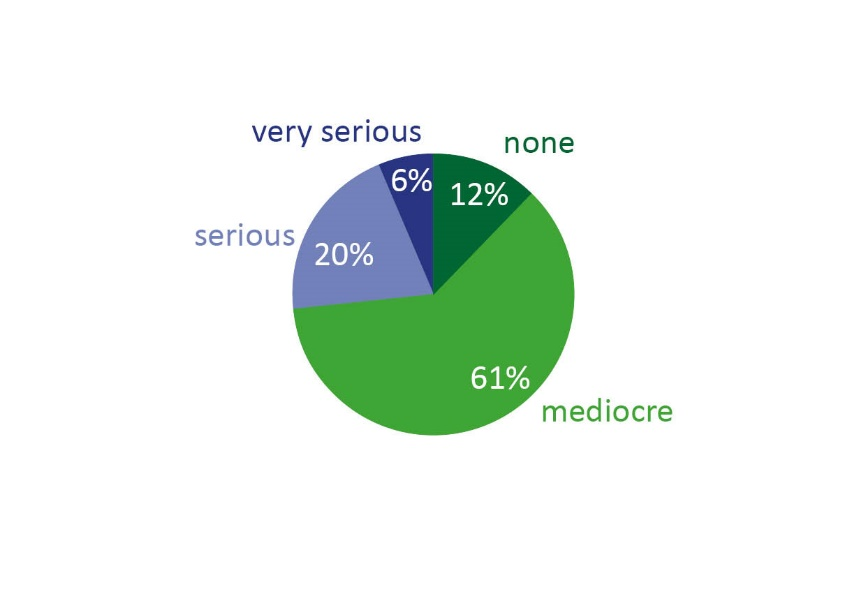 very serious
none
6%
12%
serious
20%
61%
mediocre